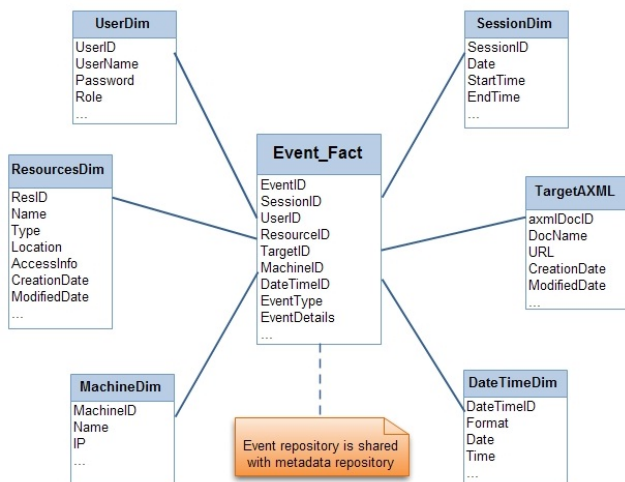 UserDim
UserID
UserName
Password
Role
...
SessionDim
SessionID
Date
StartTime
EndTime
...
Event_Fact
EventID
SessionID
UserID
ResourceID
TargetID
MachineID
DateTimeID
EventType
EventDetails
...
ResourcesDim
ResID
Name
Type
Location
AccessInfo
CreationDate
ModifiedDate
...
TargetAXML
axmlDocID
DocName
URL
CreationDate
ModifiedDate
...
MachineDim
MachineID
Name
IP
...
Event repository is shared
with metadata repository
DateTimeDim
DateTimeID
Format
Date
Time
...